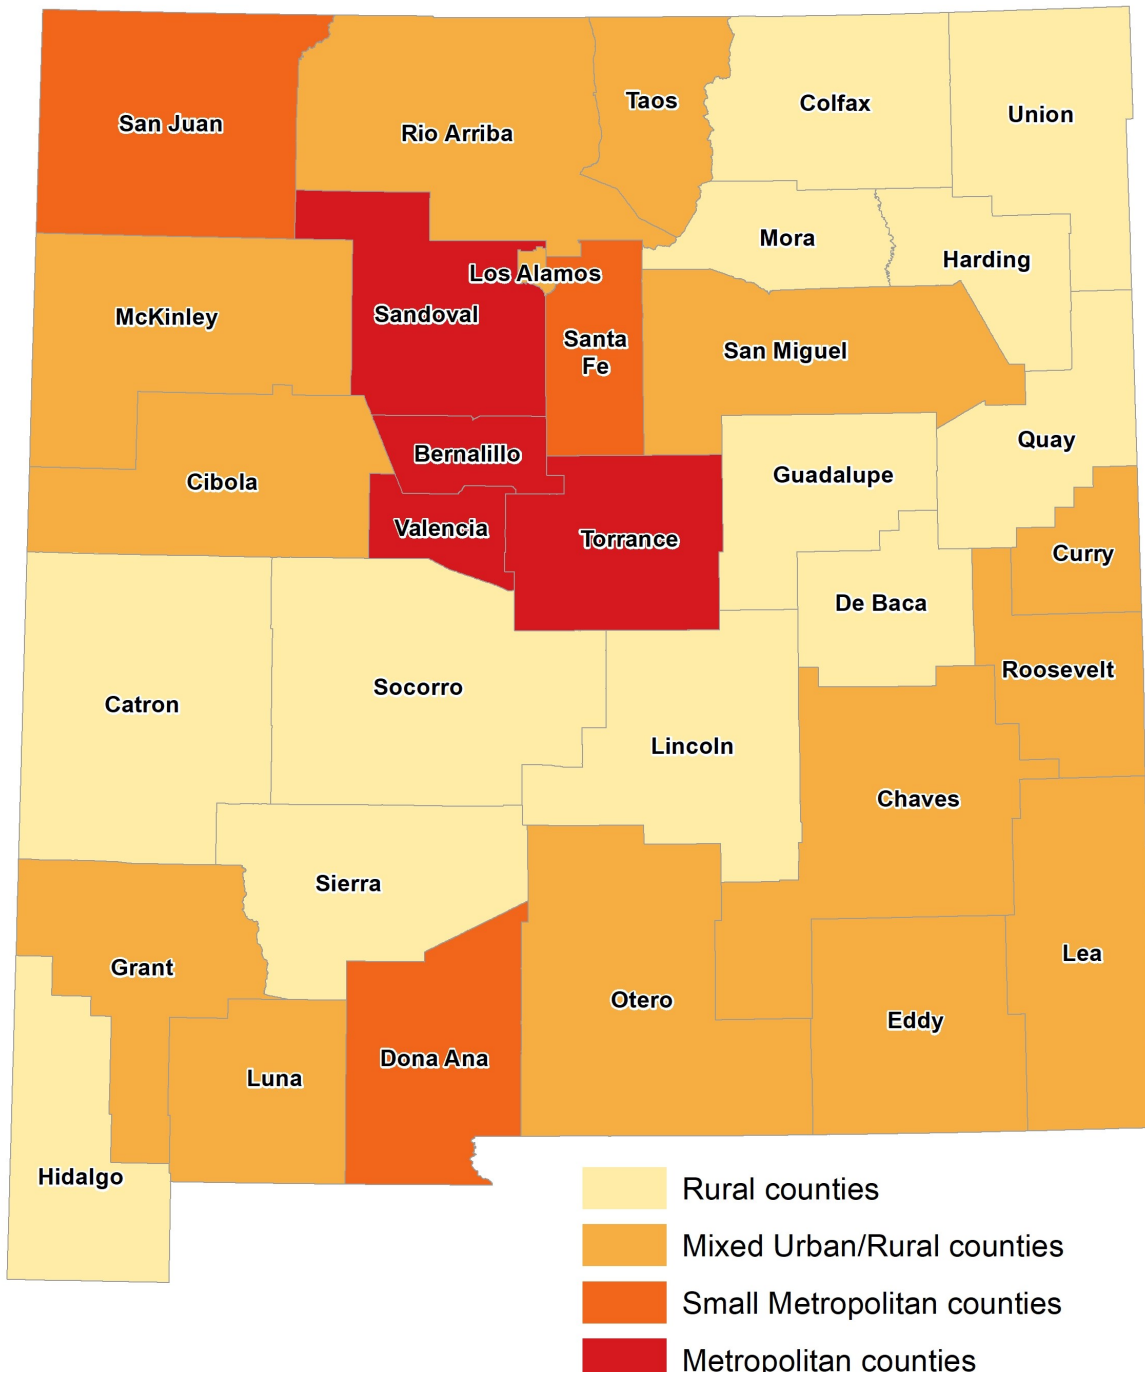 Taos
Colfax
Union
San Juan
Rio Arriba
Mora
Harding
Los Alamos
McKinley
Sandoval
Santa
Fe
San Miguel
Quay
Bernalillo
Guadalupe
Cibola
Valencia
Torrance
Curry
De Baca
Roosevelt
Catron
Socorro
Lincoln
Chaves
Sierra
Lea
Grant
Otero
Eddy
Dona Ana
Luna
Hidalgo
Rural counties
Mixed Urban/Rural counties
Small Metropolitan counties
Metropolitan counties